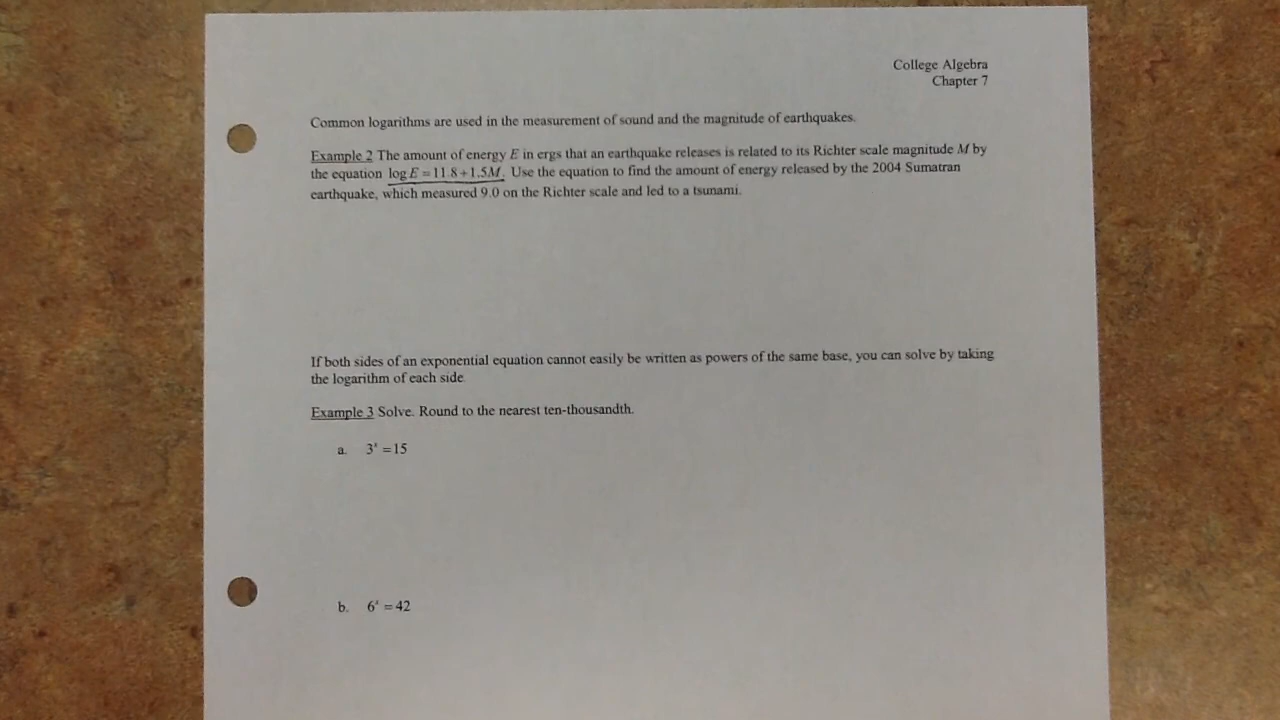 College Algebra
Chapter 7
Common logarithms are used in the measurement of sound and the magnitude of earthquakes.
Example 2 The amount of energy E in ergs that an earthquake releases is related to its Richter scale magnitude M by
the equation log E = 11.8 + 1.5M. Use the equation to find the amount of energy released by the 2004 Sumatran
earthquake, which measured 9.0 on the Richter scale and led to a tsunami.
If both sides of an exponential equation cannot easily be written as powers of the same base, you can solve by taking
the logarithm of each side.
Example 3 Solve. Round to the nearest ten-thousandth.
a. 3ˣ = 15
b. 6ˣ = 42